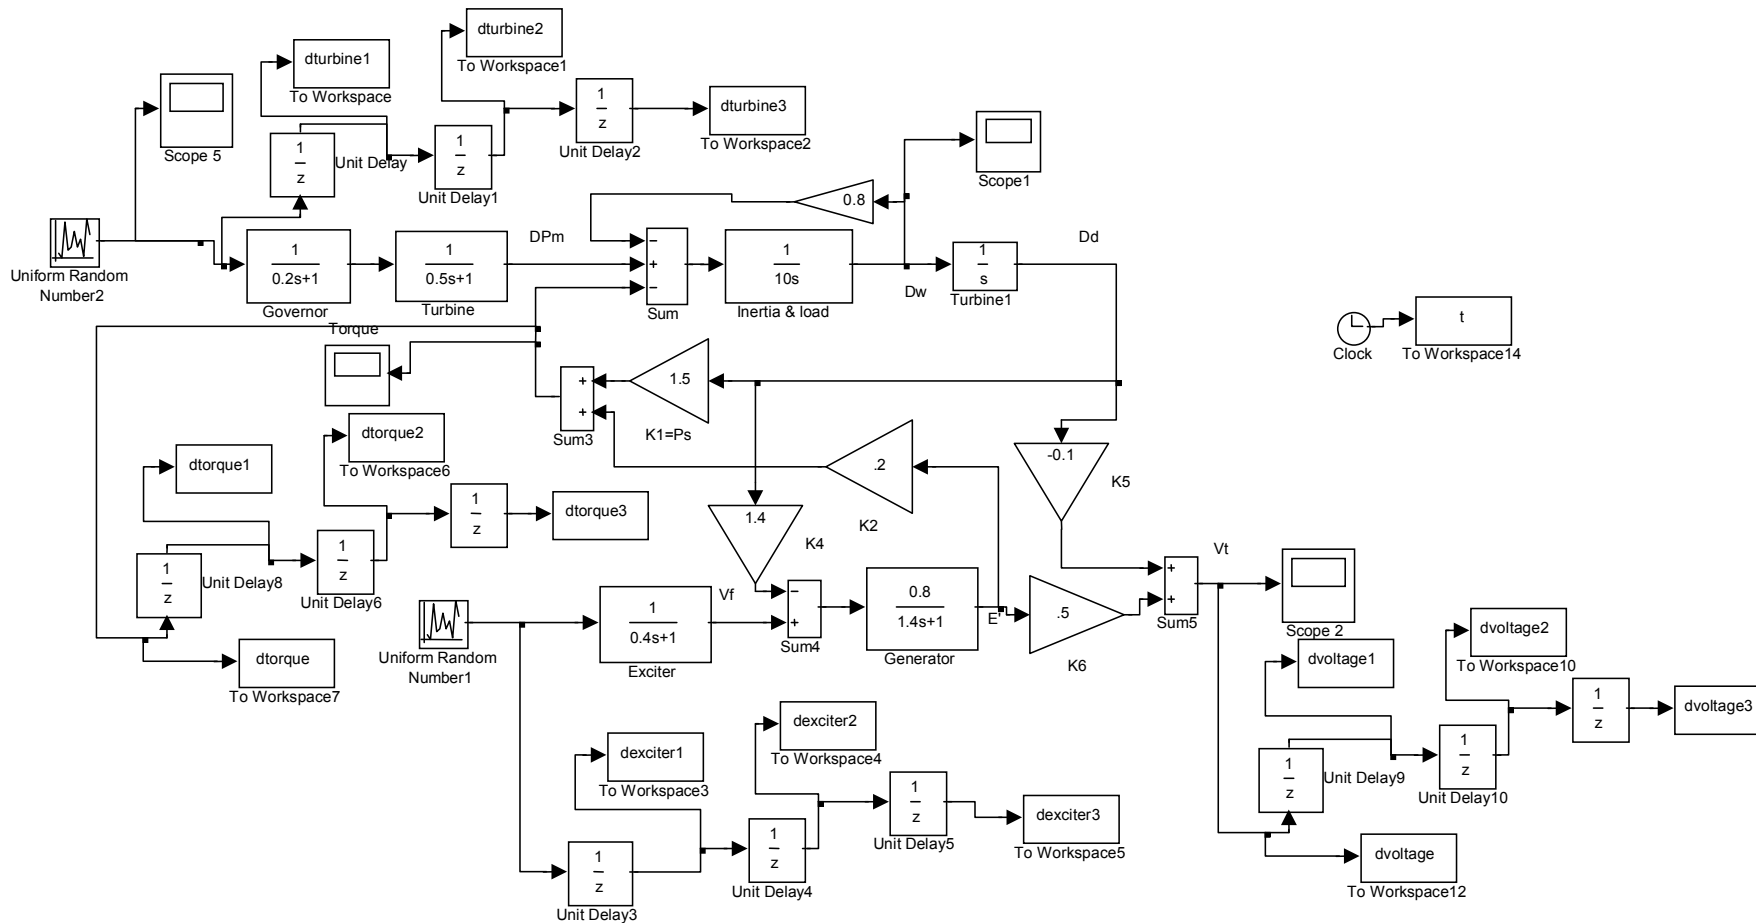 dturbine2
To Workspace1
dturbine1
To Workspace
1
z
Unit Delay2
dturbine3
To Workspace2
Scope 5
1
z
Unit Delay
1
z
Unit Delay1
Scope1
0.8
Uniform Random
Number2
1
0.2s+1
Governor
1
0.5s+1
Turbine
DPm
−
+
−
Sum
1
10s
Inertia & load
Dw
1
s
Turbine1
Dd
Clock
t
To Workspace14
Torque
+
+
Sum3
1.5
K1=Ps
.2
K2
-0.1
K5
1.4
K4
dtorque2
To Workspace6
dtorque1
1
z
dtorque3
1
z
Unit Delay8
1
z
Unit Delay6
dtorque
To Workspace7
Uniform Random
Number1
1
0.4s+1
Exciter
Vf
−
+
Sum4
0.8
1.4s+1
Generator
E'
.5
K6
+
+
Sum5
Vt
Scope 2
dvoltage2
To Workspace10
dvoltage1
1
z
dvoltage3
1
z
Unit Delay9
1
z
Unit Delay10
dvoltage
To Workspace12
dexciter2
To Workspace4
dexciter1
To Workspace3
1
z
Unit Delay5
dexciter3
To Workspace5
1
z
Unit Delay4
1
z
Unit Delay3